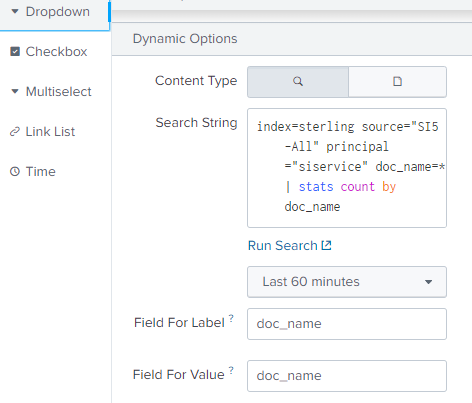 Dropdown
Checkbox
Multiselect
Link List
Time
Dynamic Options
Content Type
Search String
index=sterling source="SI5
-All" principal
="siservice" doc_name=*
| stats count by
doc_name
Run Search
Last 60 minutes
Field For Label ?
doc_name
Field For Value ?
doc_name